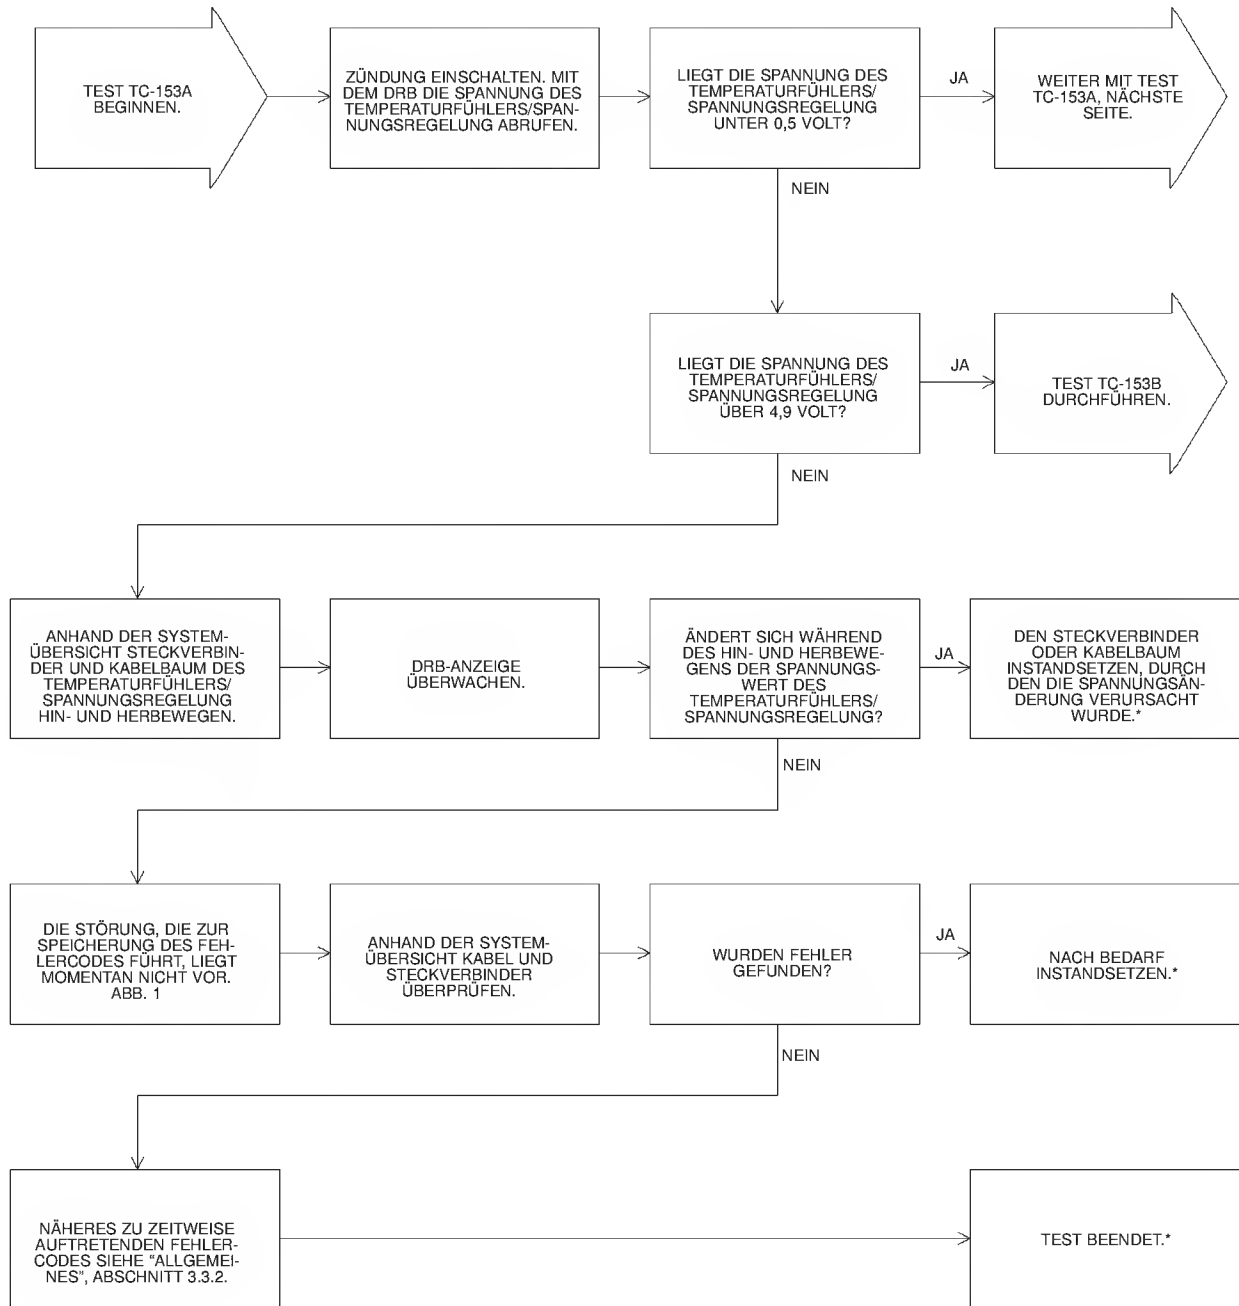 TEST TC-153A
BEGINNEN.
ZÜNDUNG EINSCHALTEN. MIT
DEM DRB DIE SPANNUNG DES
TEMPERATURFÜHLERS/SPAN-
NUNGSREGELUNG ABRUFEN.
LIEGT DIE SPANNUNG DES
TEMPERATURFÜHLERS/
SPANNUNGSREGELUNG
UNTER 0,5 VOLT?
JA
WEITER MIT TEST
TC-153A, NÄCHSTE
SEITE.
NEIN
LIEGT DIE SPANNUNG DES
TEMPERATURFÜHLERS/
SPANNUNGSREGELUNG
ÜBER 4,9 VOLT?
JA
TEST TC-153B
DURCHFÜHREN.
NEIN
ANHAND DER SYSTEM-
ÜBERSICHT STECKVERBIN-
DER UND KABELBAUM DES
TEMPERATURFÜHLERS/
SPANNUNGSREGELUNG
HIN- UND HERBEWEGEN.
DRB-ANZEIGE
ÜBERWACHEN.
ÄNDERT SICH WÄHREND
DES HIN- UND HERBEWE-
GENS DER SPANNUNGS-
WERT DES
TEMPERATURFÜHLERS/
SPANNUNGSREGELUNG?
JA
DEN STECKVERBINDER
ODER KABELBAUM
INSTANDSETZEN, DURCH
DEN DIE SPANNUNGSÄN-
DERUNG VERURSACHT
WURDE.*
NEIN
DIE STÖRUNG, DIE ZUR
SPEICHERUNG DES FEH-
LERCODES FÜHRT, LIEGT
MOMENTAN NICHT VOR.
ABB. 1
ANHAND DER SYSTEM-
ÜBERSICHT KABEL UND
STECKVERBINDER
ÜBERPRÜFEN.
WURDEN FEHLER
GEFUNDEN?
JA
NACH BEDARF
INSTANDSETZEN.*
NEIN
NÄHERES ZU ZEITWEISE
AUFTRETENDEN FEHLER-
CODES SIEHE “ALLGEMEI-
NES”, ABSCHNITT 3.3.2.
TEST BEENDET.*